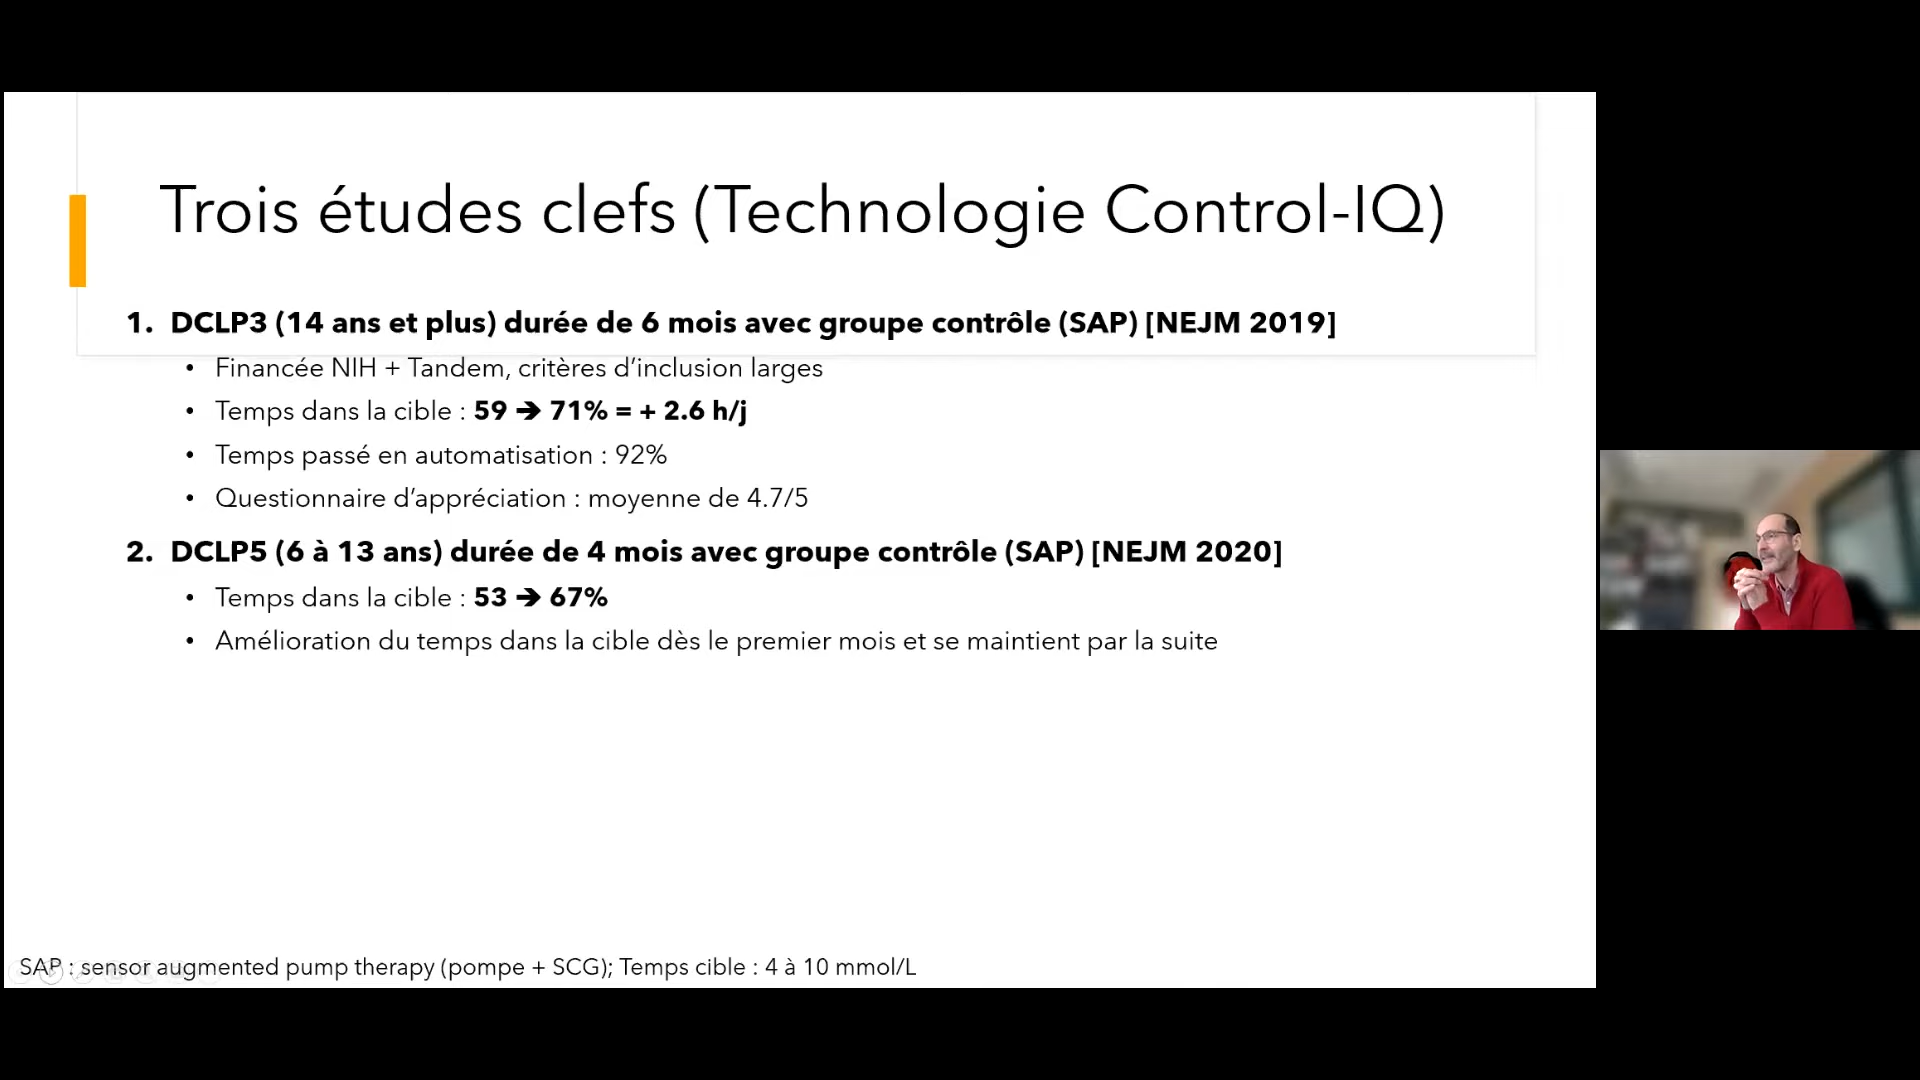 Trois études clefs (Technologie Control-IQ)
1. DCLP3 (14 ans et plus) durée de 6 mois avec groupe contrôle (SAP) [NEJM 2019]
• Financée NIH + Tandem, critères d’inclusion larges
• Temps dans la cible : 59 ➔ 71% = + 2.6 h/j
• Temps passé en automatisation : 92%
• Questionnaire d’appréciation : moyenne de 4.7/5
2. DCLP5 (6 à 13 ans) durée de 4 mois avec groupe contrôle (SAP) [NEJM 2020]
• Temps dans la cible : 53 ➔ 67%
• Amélioration du temps dans la cible dès le premier mois et se maintient par la suite
SAP : sensor augmented pump therapy (pompe + SCG); Temps cible : 4 à 10 mmol/L